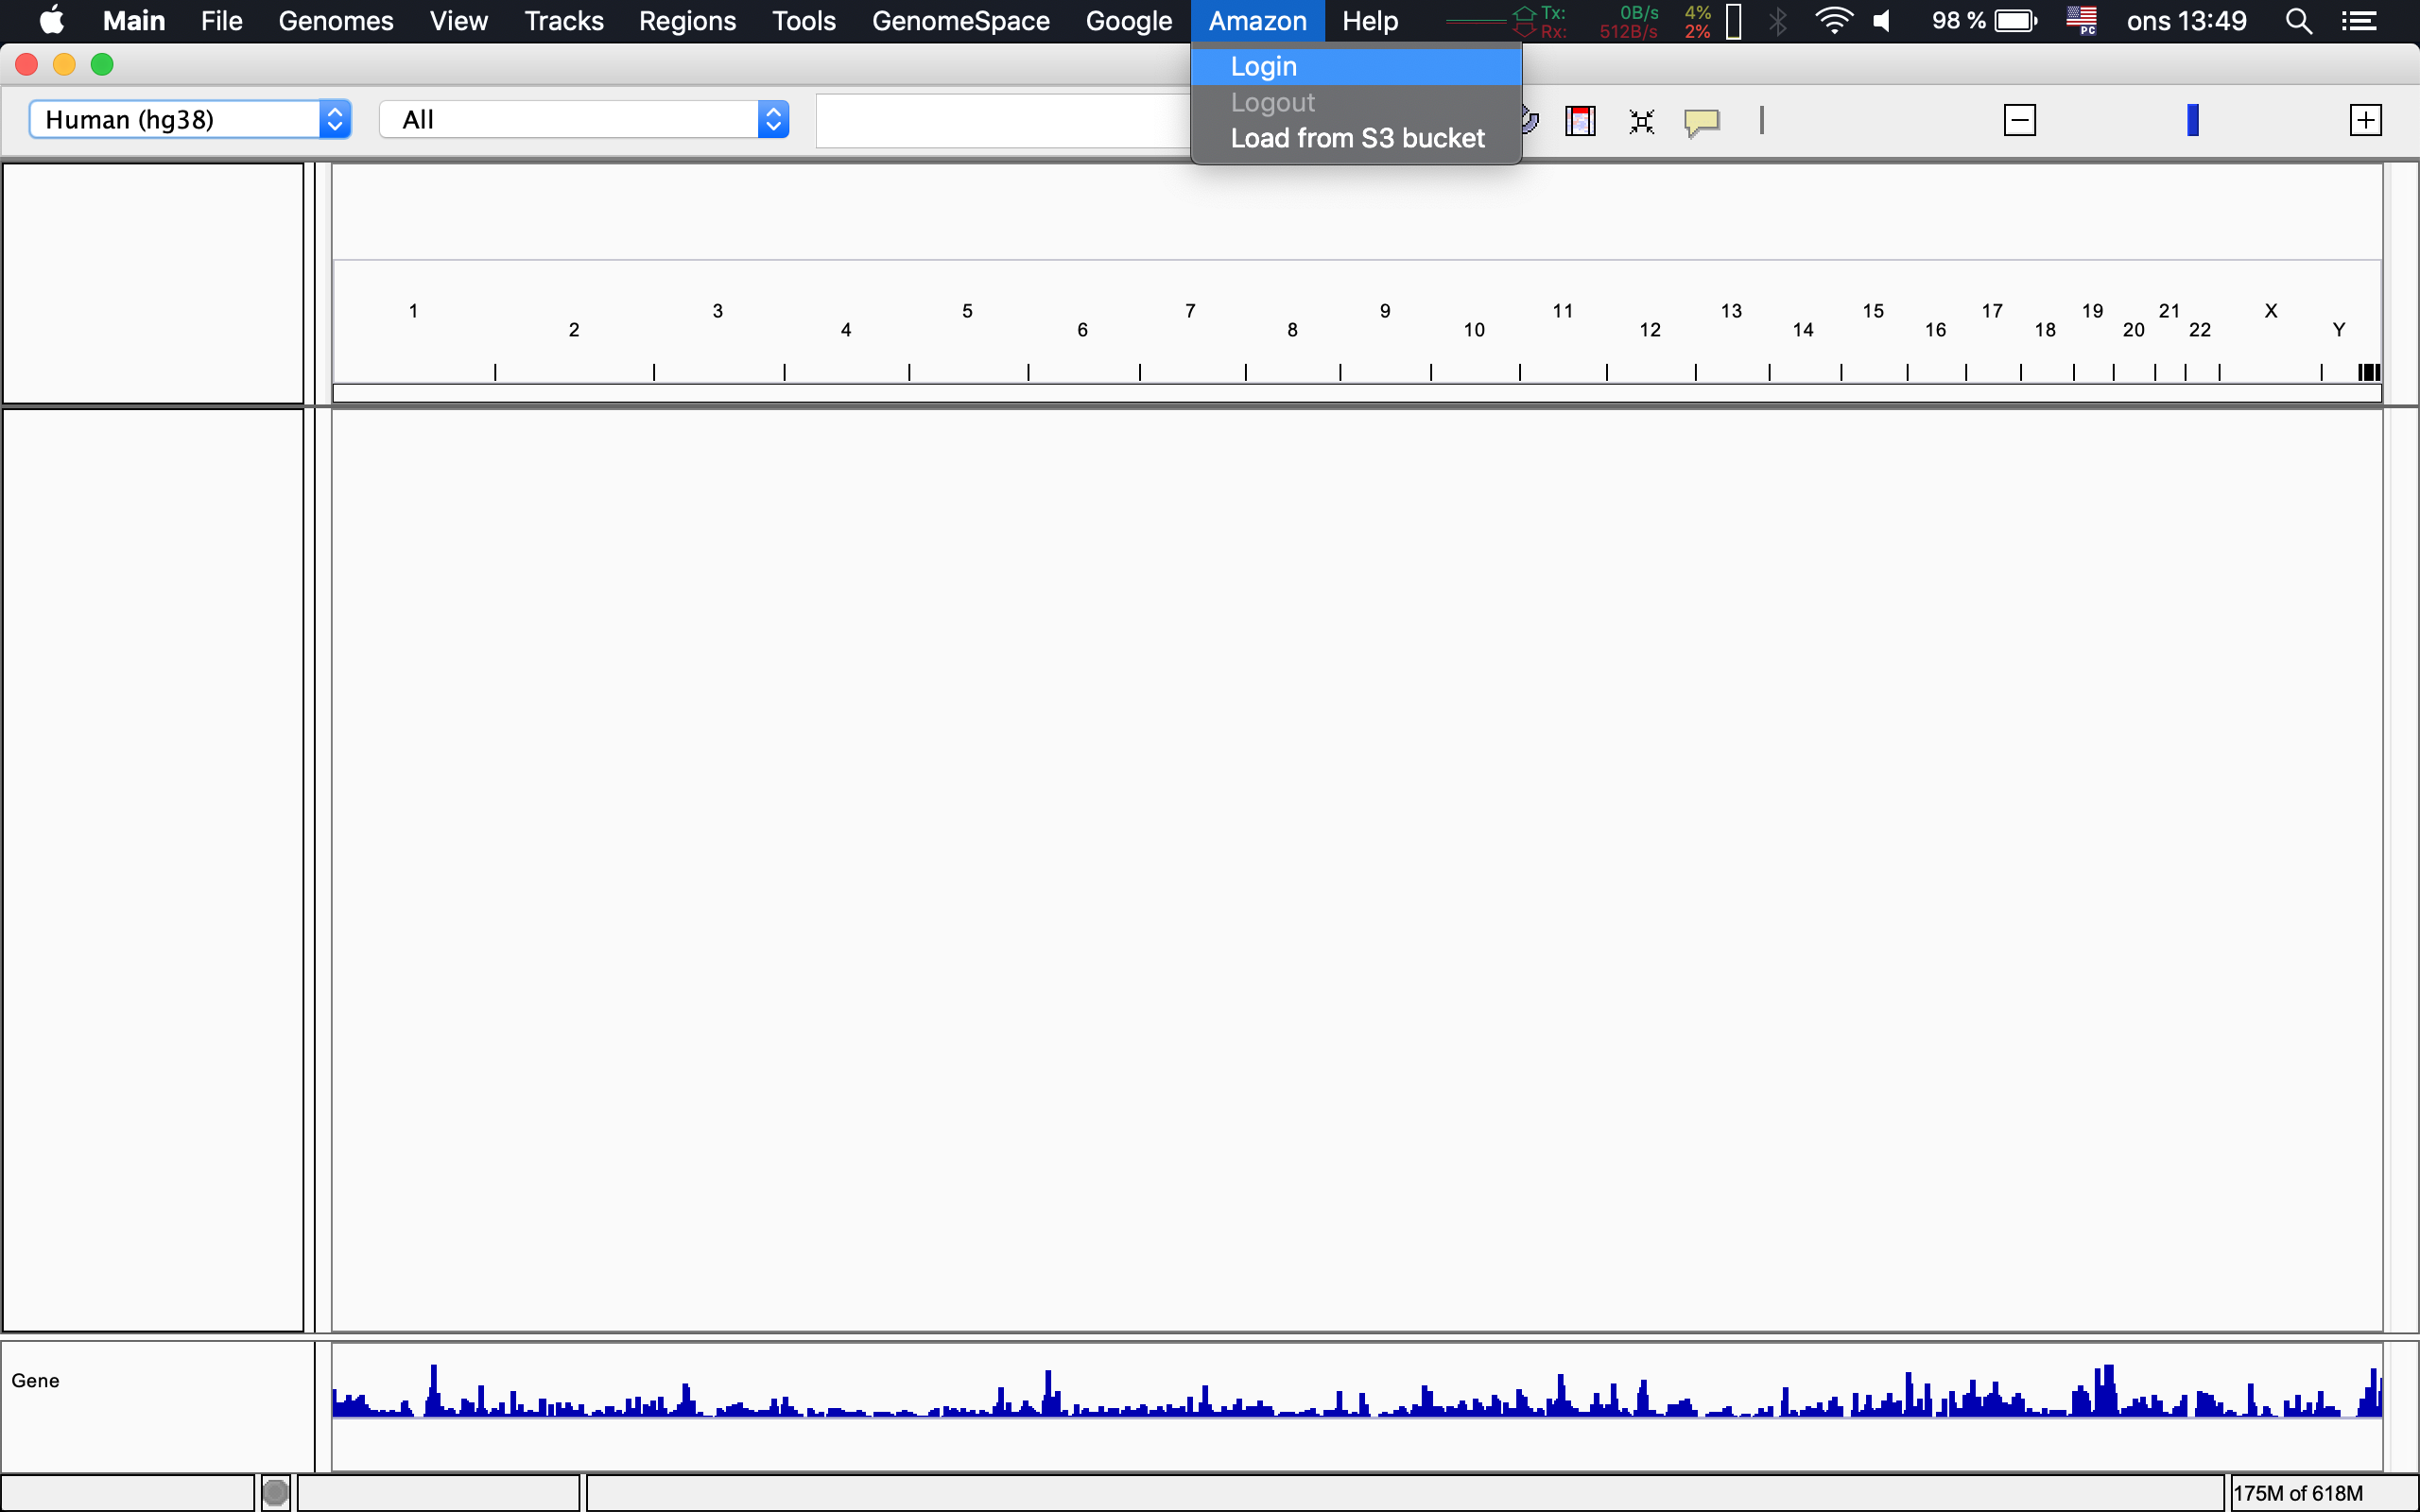 Main File Genomes View Tracks Regions Tools GenomeSpace Google Amazon Help Tx: 0B/s 4% 98 % PC ons 13:49
Rx: 512B/s 2%
Login
Logout
Load from S3 bucket
Human (hg38) All
1 3 5 7 9 11 13 15 17 19 21 X
2 4 6 8 10 12 14 16 18 20 22 Y
Gene
175M of 618M